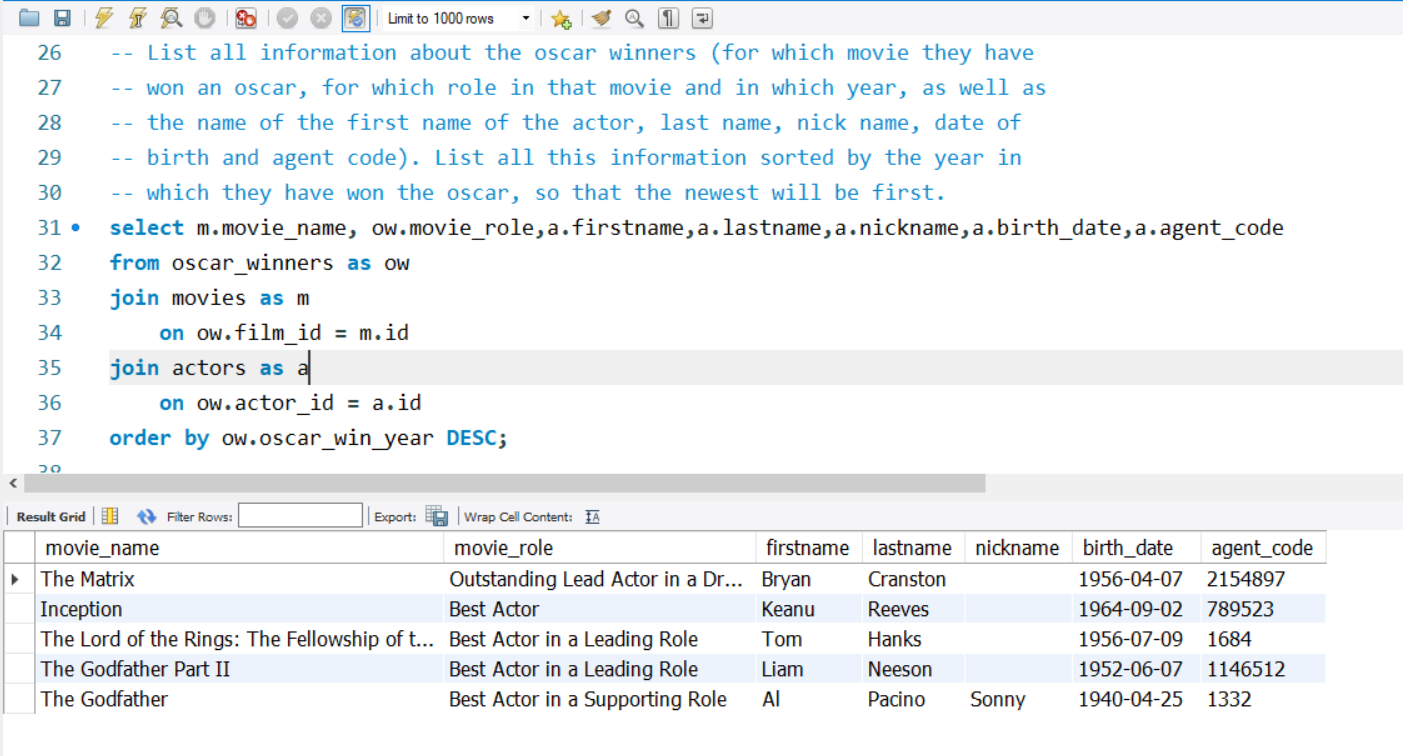 Limit to 1000 rows
26 -- List all information about the oscar winners (for which movie they have
27 -- won an oscar, for which role in that movie and in which year, as well as
28 -- the name of the first name of the actor, last name, nick name, date of
29 -- birth and agent code). List all this information sorted by the year in
30 -- which they have won the oscar, so that the newest will be first.
31 select m.movie_name, ow.movie_role,a.firstname,a.lastname,a.nickname,a.birth_date,a.agent_code
32 from oscar_winners as ow
33 join movies as m
34 on ow.film_id = m.id
35 join actors as a
36 on ow.actor_id = a.id
37 order by ow.oscar_win_year DESC;
38
Result Grid Filter Rows: Export: Wrap Cell Content: IA
movie_name movie_role firstname lastname nickname birth_date agent_code
The Matrix Outstanding Lead Actor in a Dr... Bryan Cranston 1956-04-07 2154897
Inception Best Actor Keanu Reeves 1964-09-02 789523
The Lord of the Rings: The Fellowship of t... Best Actor in a Leading Role Tom Hanks 1956-07-09 1684
The Godfather Part II Best Actor in a Leading Role Liam Neeson 1952-06-07 1146512
The Godfather Best Actor in a Supporting Role Al Pacino Sonny 1940-04-25 1332